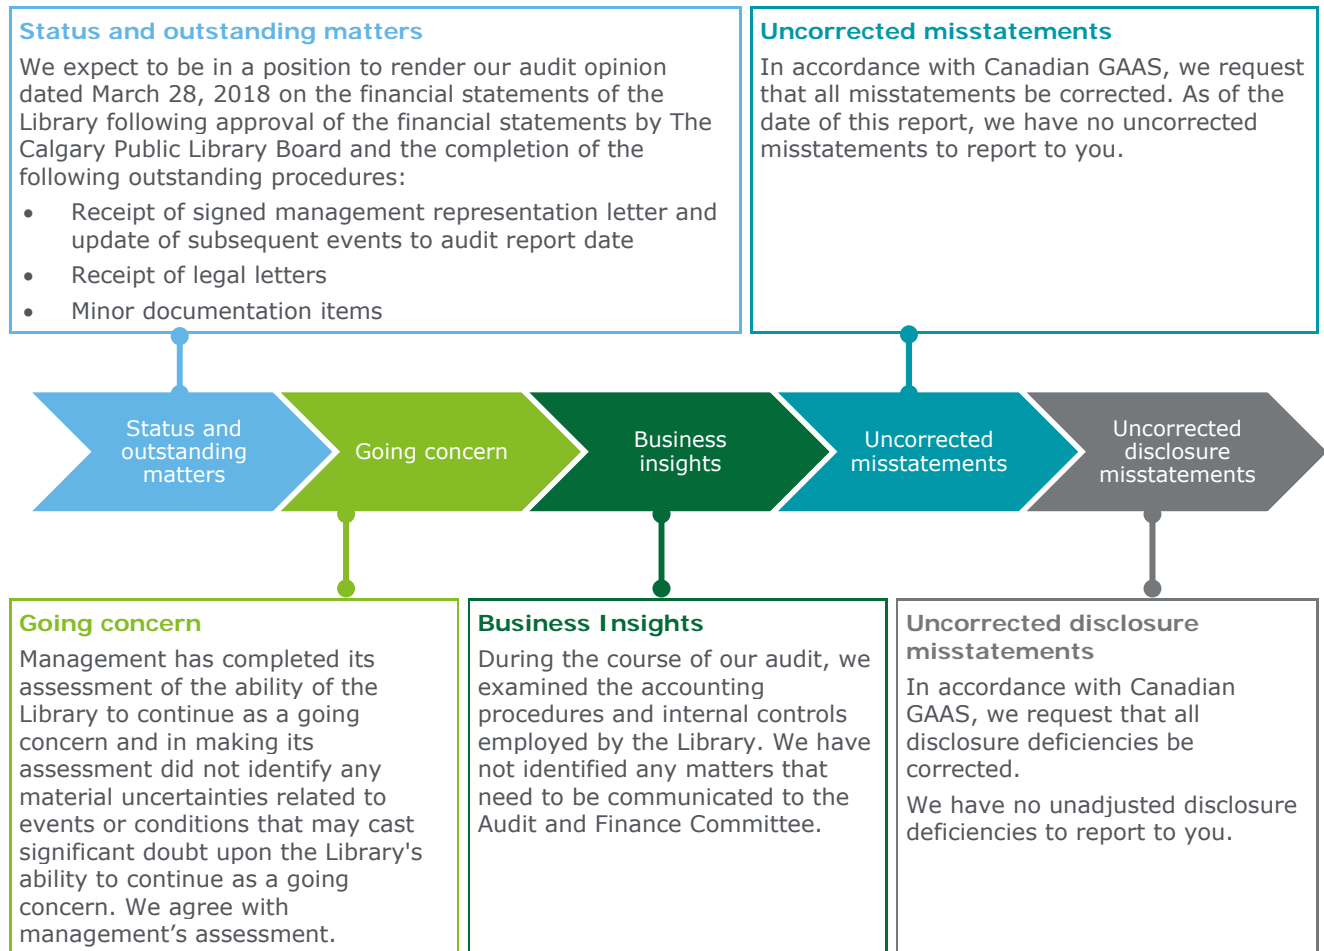 Status and outstanding matters
We expect to be in a position to render our audit opinion
dated March 28, 2018 on the financial statements of the
Library following approval of the financial statements by The
Calgary Public Library Board and the completion of the
following outstanding procedures:
• Receipt of signed management representation letter and
update of subsequent events to audit report date
• Receipt of legal letters
• Minor documentation items
Uncorrected misstatements
In accordance with Canadian GAAS, we request
that all misstatements be corrected. As of the
date of this report, we have no uncorrected
misstatements to report to you.
Status and
outstanding
matters
Going concern
Business
insights
Uncorrected
misstatements
Uncorrected
disclosure
misstatements
Going concern
Management has completed its
assessment of the ability of the
Library to continue as a going
concern and in making its
assessment did not identify any
material uncertainties related to
events or conditions that may cast
significant doubt upon the Library's
ability to continue as a going
concern. We agree with
management’s assessment.
Business Insights
During the course of our audit, we
examined the accounting
procedures and internal controls
employed by the Library. We have
not identified any matters that
need to be communicated to the
Audit and Finance Committee.
Uncorrected disclosure
misstatements
In accordance with Canadian
GAAS, we request that all
disclosure deficiencies be
corrected.
We have no unadjusted disclosure
deficiencies to report to you.